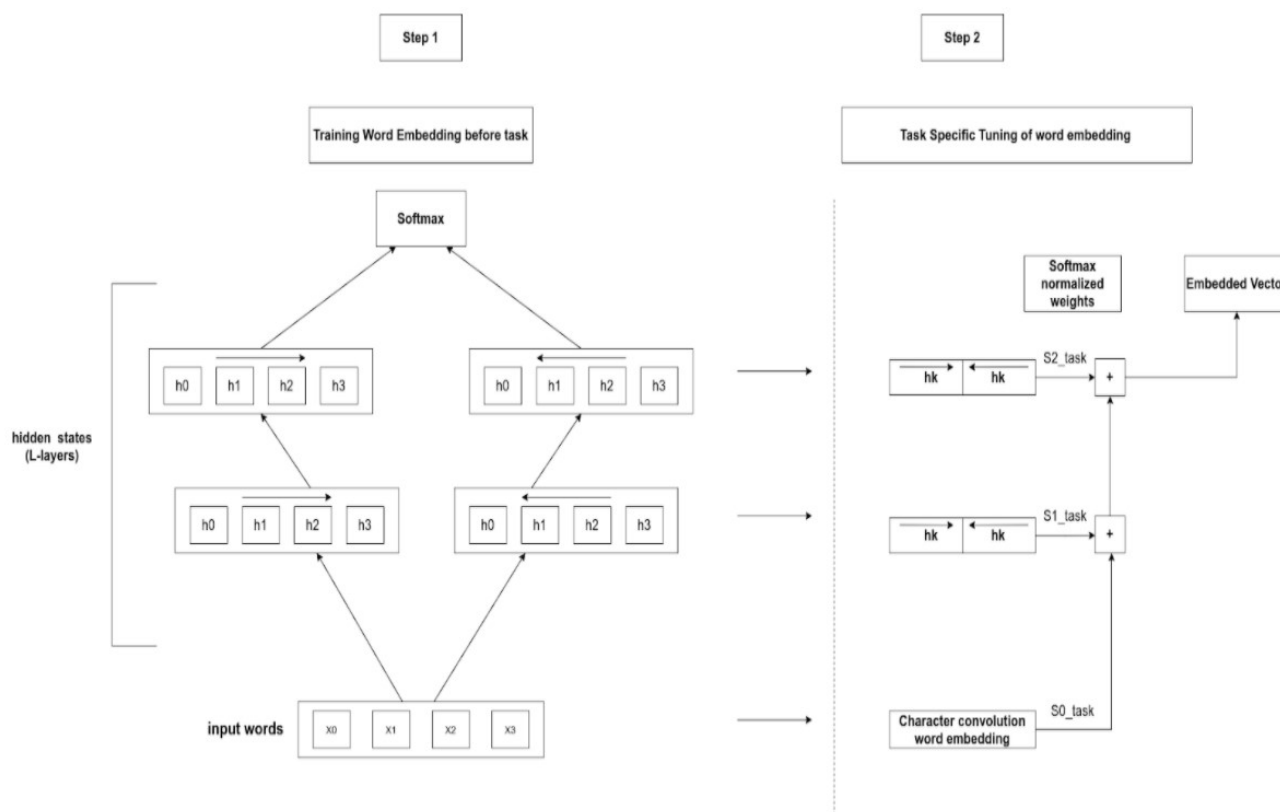 Step 1
Step 2
Training Word Embedding before task
Task Specific Tuning of word embedding
Softmax
Softmax
normalized
weights
Embedded Vecto
h0 h1 h2 h3
h0 h1 h2 h3
hk hk
S2_task
+
hidden states
(L-layers)
h0 h1 h2 h3
h0 h1 h2 h3
hk hk
S1_task
+
input words
X0 X1 X2 X3
Character convolution
word embedding
S0_task